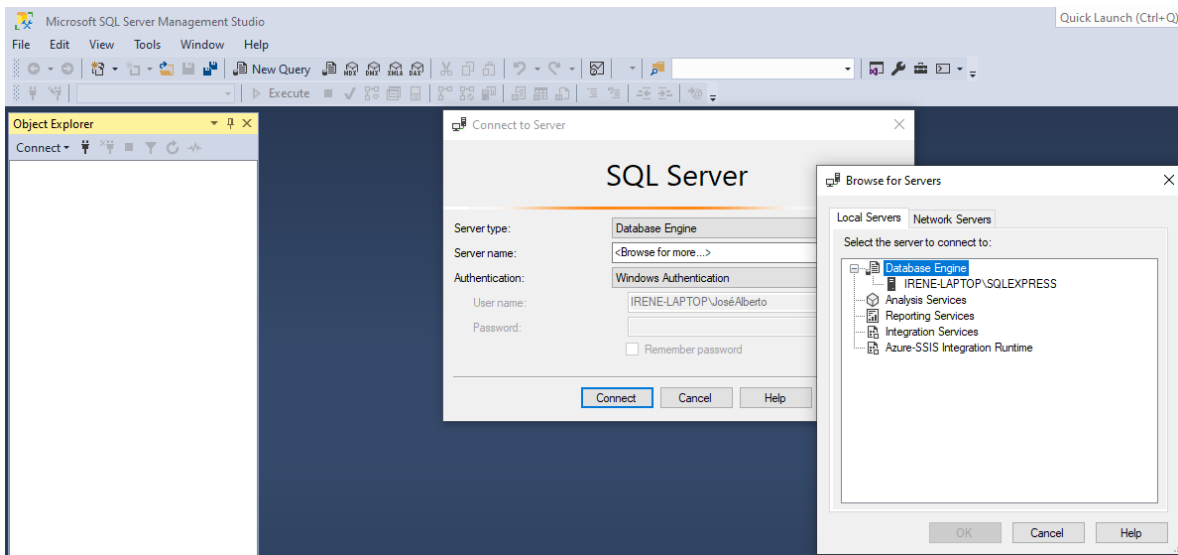 Microsoft SQL Server Management Studio
Quick Launch (Ctrl+Q)
File Edit View Tools Window Help
New Query MDX DMX XMLA DAX
Execute
Object Explorer
Connect
Connect to Server
SQL Server
Server type: Database Engine
Server name: <Browse for more...>
Authentication: Windows Authentication
User name: IRENE-LAPTOP\JoséAlberto
Password:
Remember password
Connect Cancel Help
Browse for Servers
Local Servers Network Servers
Select the server to connect to:
Database Engine
IRENE-LAPTOP\SQLEXPRESS
Analysis Services
Reporting Services
Integration Services
Azure-SSIS Integration Runtime
OK Cancel Help